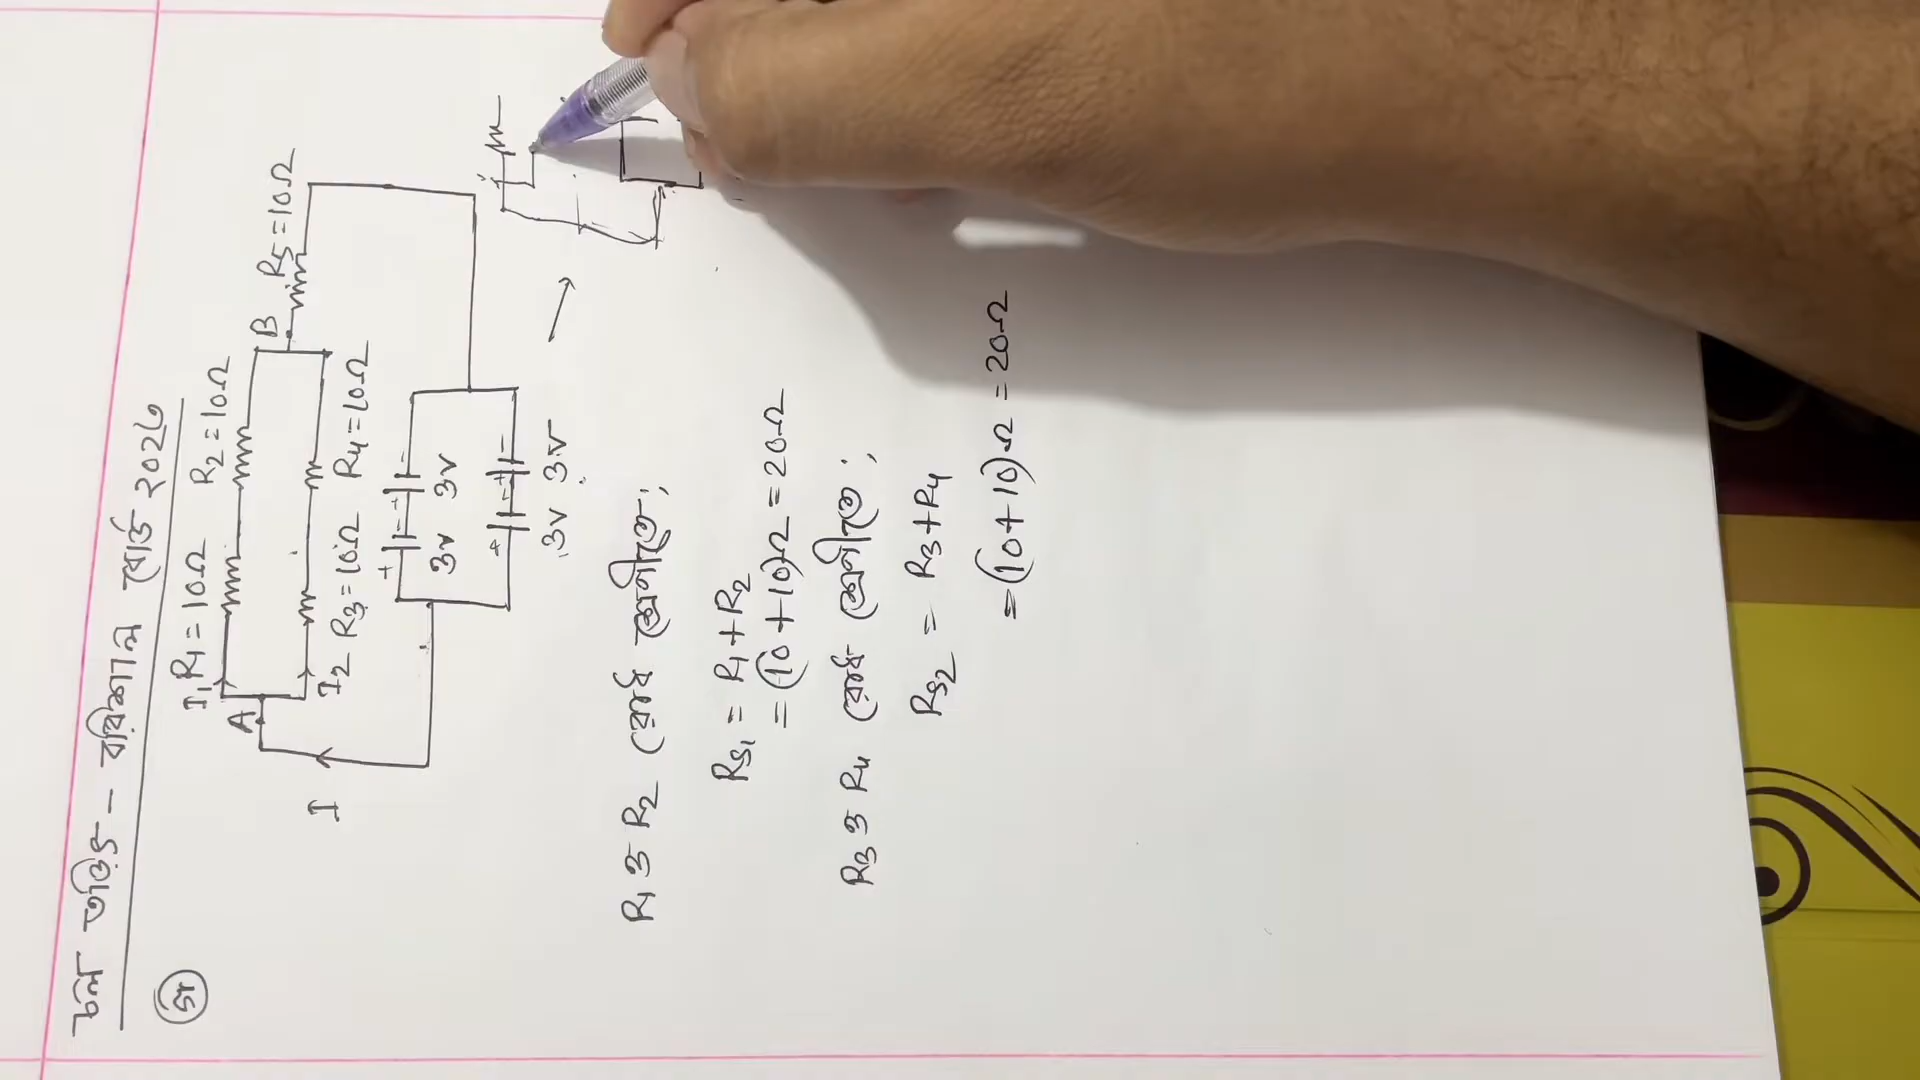 চল তড়িৎ - বরিশাল বোর্ড ২০২৩
গ
I₁ R₁ = 10Ω R₂ = 10Ω
A B R₅ = 10Ω
I₂ R₃ = 10Ω R₄ = 10Ω
I
+ - + -
3v 3v
+ - + -
3v 3v
R₁ ও R₂ রোধ শ্রেণীতে;
Rs₁ = R₁ + R₂
= (10 + 10)Ω = 20Ω
R₃ ও R₄ রোধ শ্রেণীতে;
Rs₂ = R₃ + R₄
= (10 + 10)Ω = 20Ω